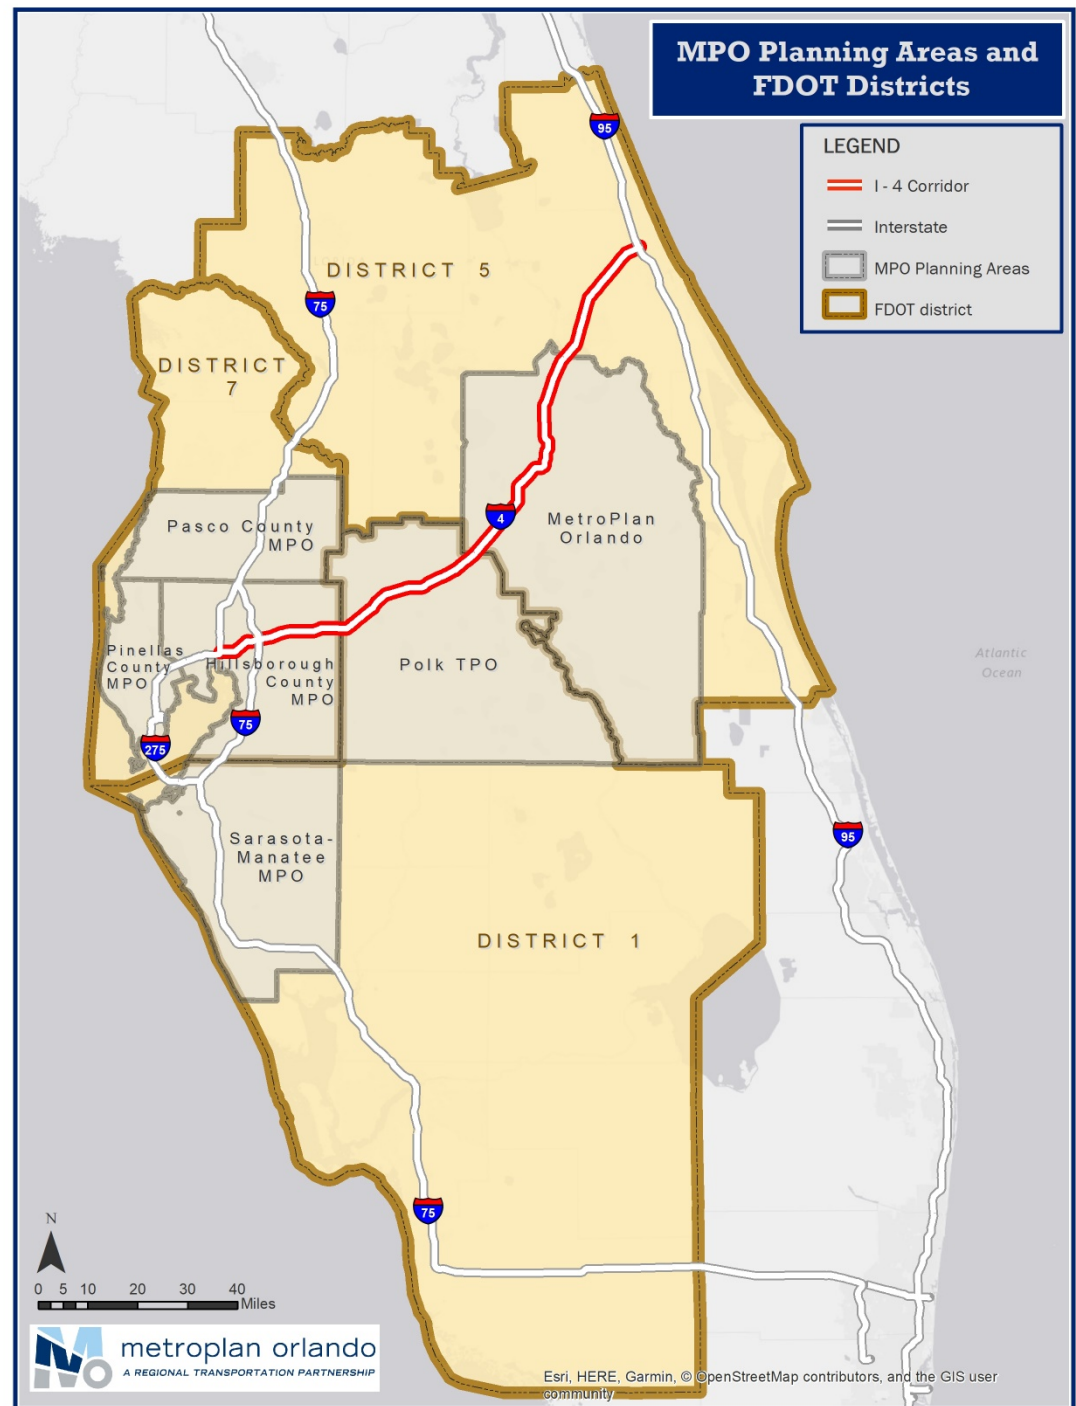 MPO Planning Areas and
FDOT Districts
LEGEND
I - 4 Corridor
Interstate
MPO Planning Areas
FDOT district
95
DISTRICT 5
75
DISTRICT
7
4
MetroPlan
Orlando
Pasco County
MPO
Pinellas
County
MPO
Hillsborough
County
MPO
Polk TPO
Atlantic
Ocean
75
275
95
Sarasota-
Manatee
MPO
DISTRICT 1
75
N
0 5 10 20 30 40
Miles
metroplan orlando
A REGIONAL TRANSPORTATION PARTNERSHIP
Esri, HERE, Garmin, © OpenStreetMap contributors, and the GIS user
community